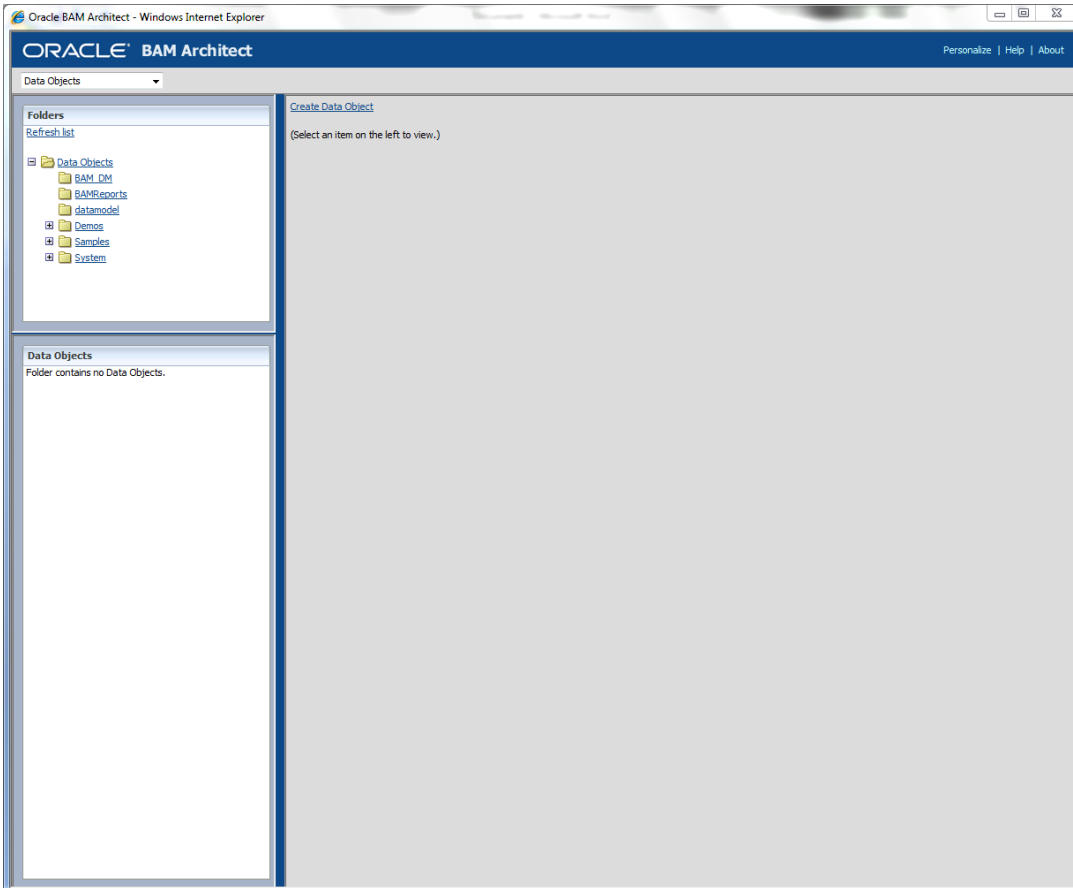 Oracle BAM Architect - Windows Internet Explorer
ORACLE BAM Architect
Personalize | Help | About
Data Objects
Folders
Refresh list
Data Objects
BAM_DM
BAMReports
datamodel
Demos
Samples
System
Data Objects
Folder contains no Data Objects.
Create Data Object
(Select an item on the left to view.)